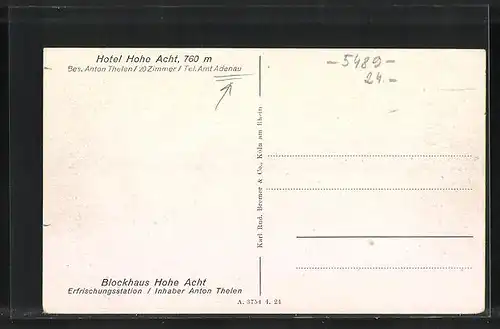 Hotel Hohe Acht, 760 m
Bes. Anton Thelen / 20 Zimmer / Tel. Amt Adenau
– 5489 –
24. –
Karl Rud. Bremer & Co., Köln am Rhein
Blockhaus Hohe Acht
Erfrischungsstation / Inhaber Anton Thelen
A. 3754 4. 24